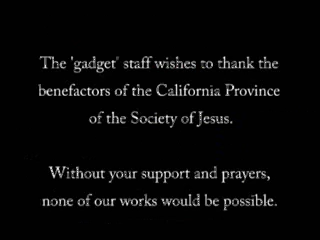 The 'gadget' staff wishes to thank the
benefactors of the California Province
of the Society of Jesus.
Without your support and prayers,
none of our works would be possible.